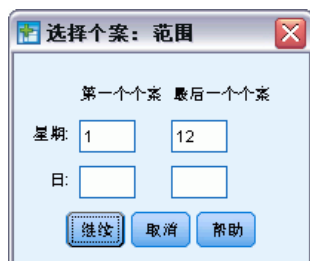 选择个案：范围
第一个个案 最后一个个案
星期: 1 12
日:
继续 取消 帮助